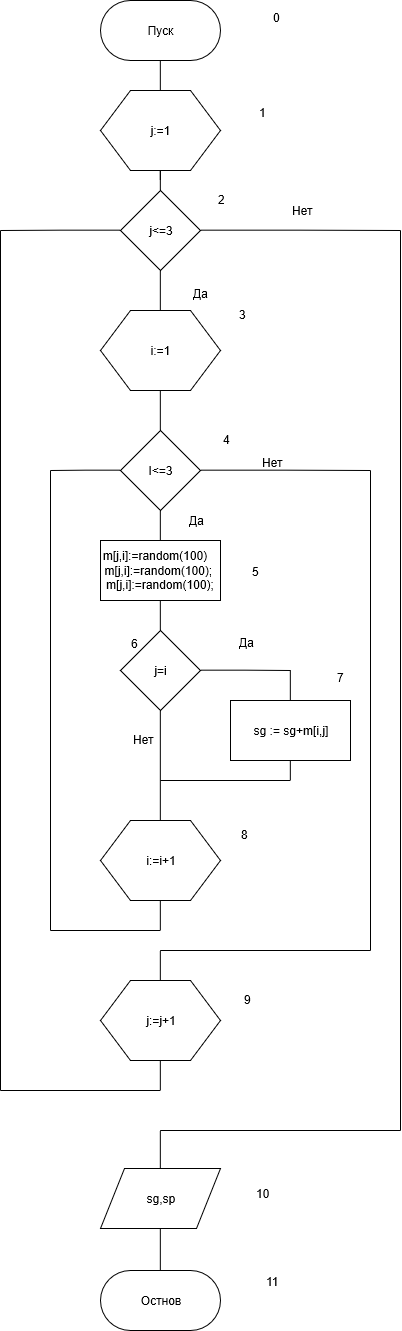 Пуск
0
j:=1
1
j<=3
2
Нет
Да
i:=1
3
I<=3
4
Нет
Да
m[j,i]:=random(100)
m[j,i]:=random(100);
m[j,i]:=random(100);
5
6
j=i
Да
7
sg := sg+m[i,j]
Нет
i:=i+1
8
j:=j+1
9
sg,sp
10
Остнов
11